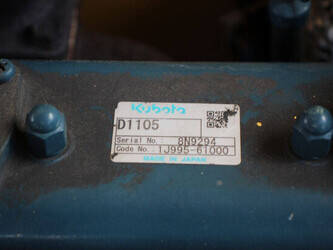 Kubota
D1105
Serial No. : 8N9294
Code No. : 1J995-61000
MADE IN JAPAN